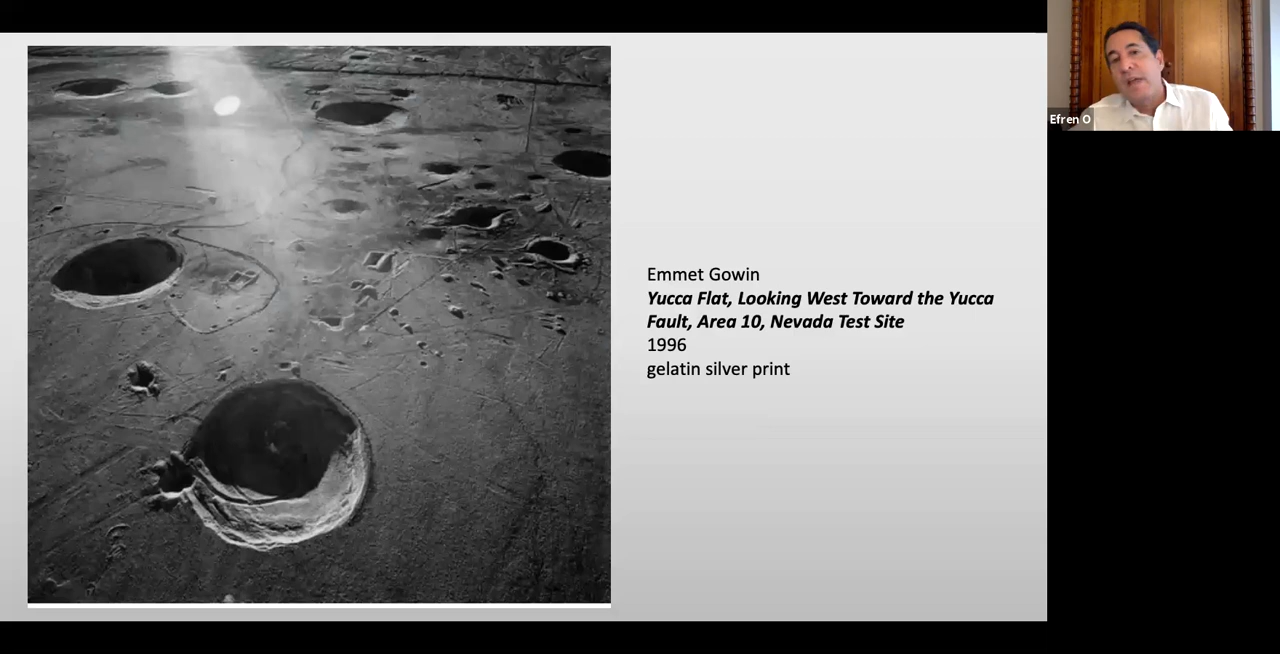 Emmet Gowin
Yucca Flat, Looking West Toward the Yucca
Fault, Area 10, Nevada Test Site
1996
gelatin silver print
Efren O